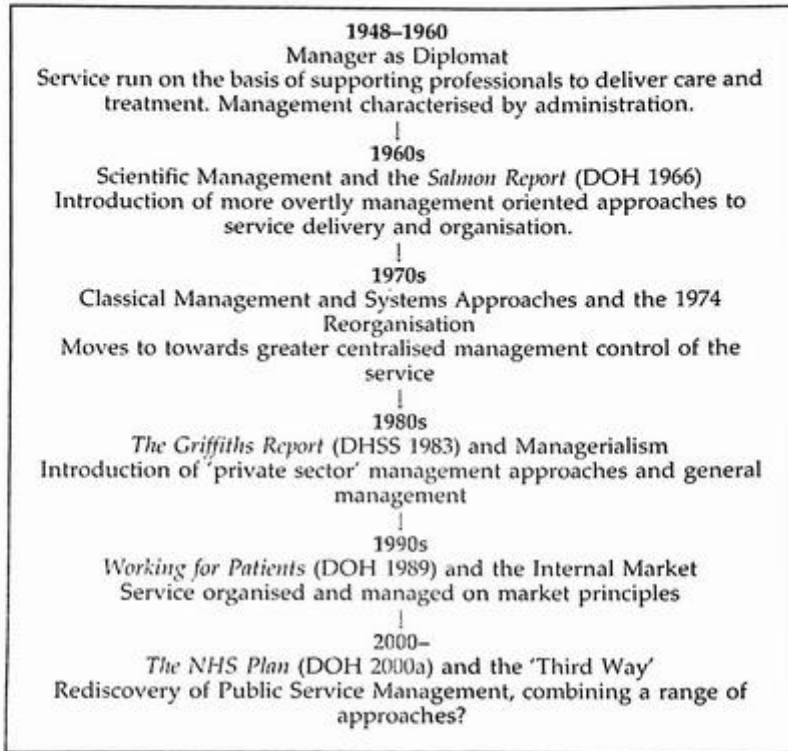 1948–1960
Manager as Diplomat
Service run on the basis of supporting professionals to deliver care and
treatment. Management characterised by administration.
1960s
Scientific Management and the Salmon Report (DOH 1966)
Introduction of more overtly management oriented approaches to
service delivery and organisation.
1970s
Classical Management and Systems Approaches and the 1974
Reorganisation
Moves to towards greater centralised management control of the
service
1980s
The Griffiths Report (DHSS 1983) and Managerialism
Introduction of 'private sector' management approaches and general
management
1990s
Working for Patients (DOH 1989) and the Internal Market
Service organised and managed on market principles
2000–
The NHS Plan (DOH 2000a) and the 'Third Way'
Rediscovery of Public Service Management, combining a range of
approaches?